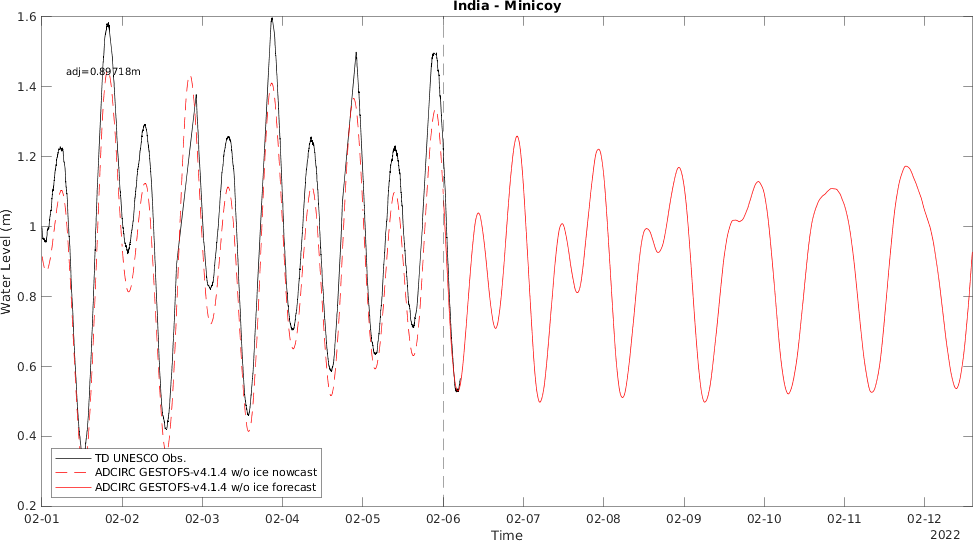 India - Minicoy
1.6
1.4
1.2
1
0.8
0.6
0.4
0.2
Water Level (m)
adj=0.89718m
TD UNESCO Obs.
ADCIRC GESTOFS-v4.1.4 w/o ice nowcast
ADCIRC GESTOFS-v4.1.4 w/o ice forecast
02-01 02-02 02-03 02-04 02-05 02-06 02-07 02-08 02-09 02-10 02-11 02-12
Time
2022